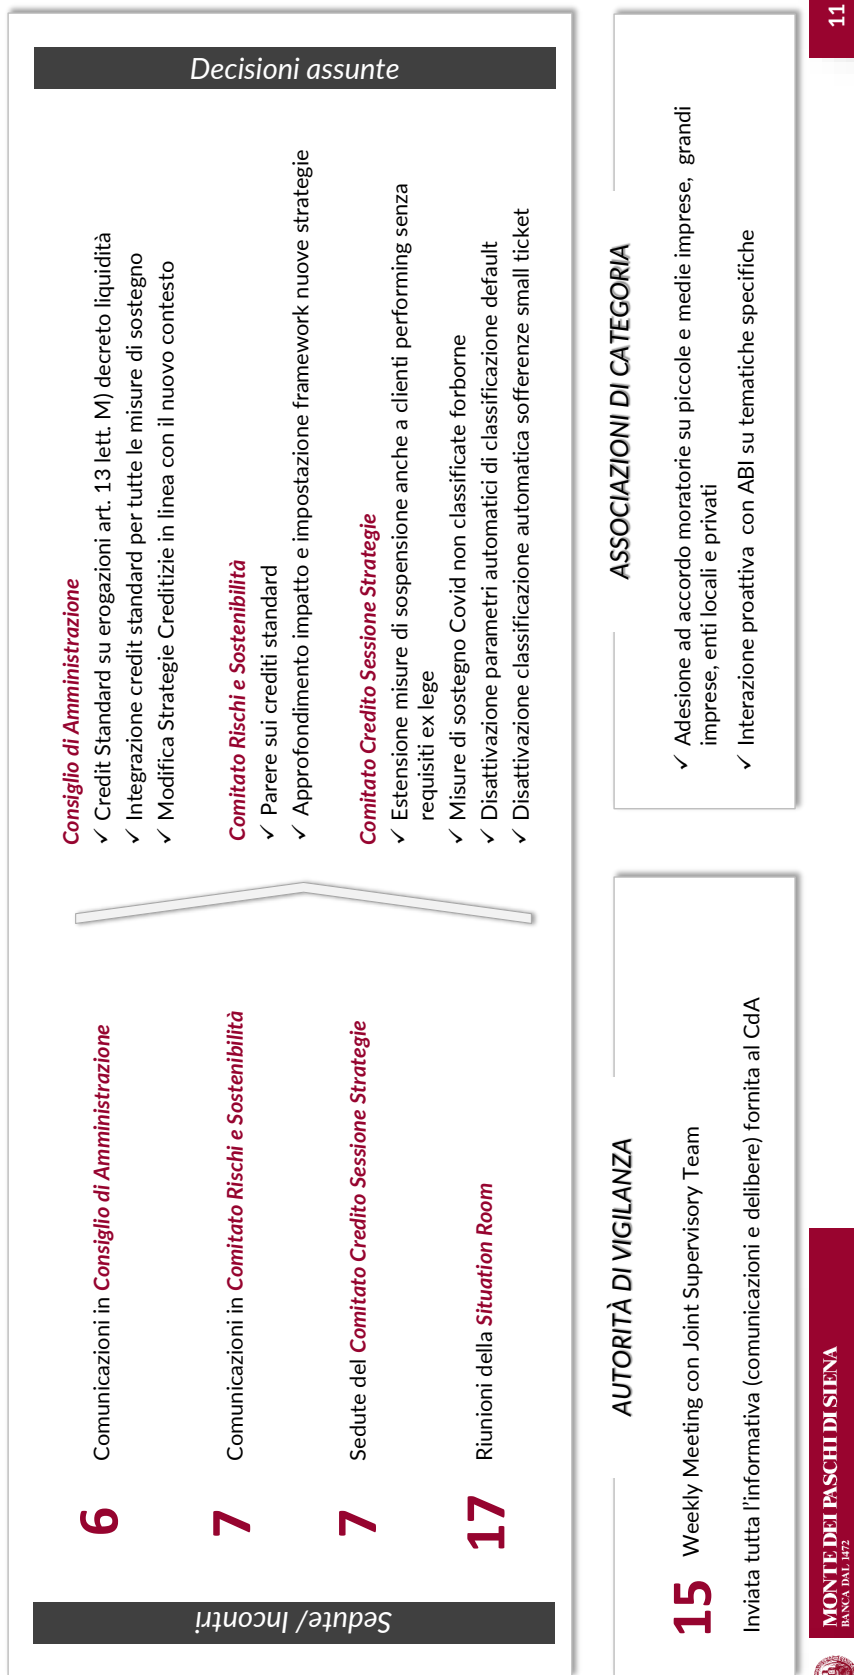 Sedute/ Incontri
6 Comunicazioni in Consiglio di Amministrazione
7 Comunicazioni in Comitato Rischi e Sostenibilità
7 Sedute del Comitato Credito Sessione Strategie
17 Riunioni della Situation Room
Decisioni assunte
Consiglio di Amministrazione
✓ Credit Standard su erogazioni art. 13 lett. M) decreto liquidità
✓ Integrazione credit standard per tutte le misure di sostegno
✓ Modifica Strategie Creditizie in linea con il nuovo contesto
Comitato Rischi e Sostenibilità
✓ Parere sui crediti standard
✓ Approfondimento impatto e impostazione framework nuove strategie
Comitato Credito Sessione Strategie
✓ Estensione misure di sospensione anche a clienti performing senza
requisiti ex lege
✓ Misure di sostegno Covid non classificate forborne
✓ Disattivazione parametri automatici di classificazione default
✓ Disattivazione classificazione automatica sofferenze small ticket
AUTORITÀ DI VIGILANZA
15 Weekly Meeting con Joint Supervisory Team
Inviata tutta l'informativa (comunicazioni e delibere) fornita al CdA
ASSOCIAZIONI DI CATEGORIA
✓ Adesione ad accordo moratorie su piccole e medie imprese, grandi
imprese, enti locali e privati
✓ Interazione proattiva con ABI su tematiche specifiche
MONTE DEI PASCHI DI SIENA
BANCA DAL 1472
11